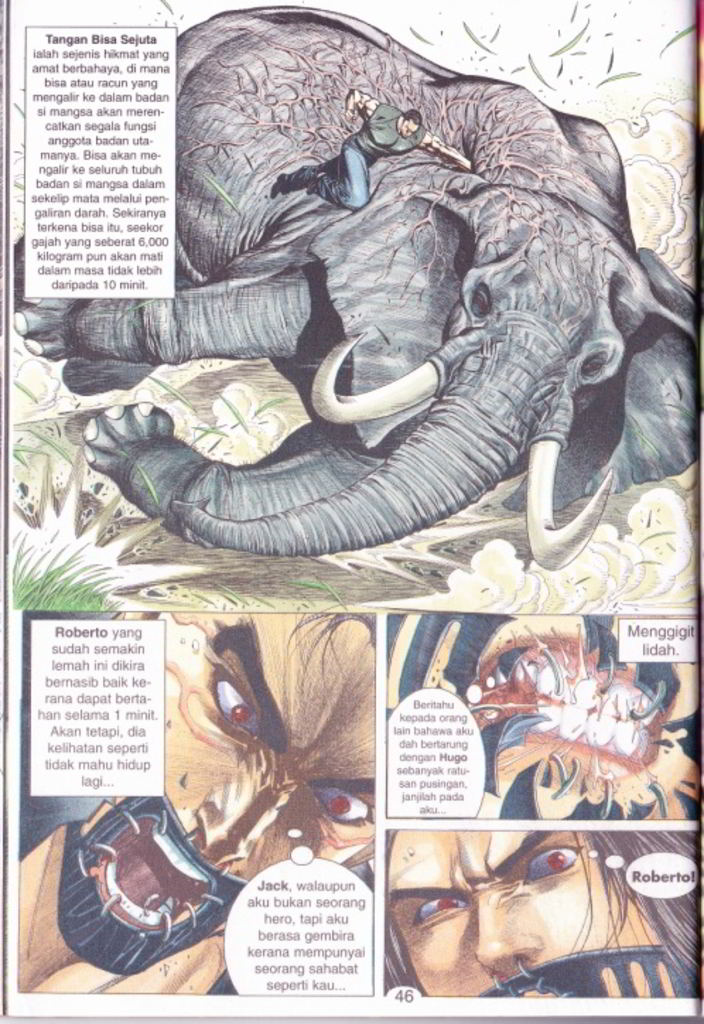 Tangan Bisa Sejuta
ialah sejenis hikmat yang
amat berbahaya, di mana
bisa atau racun yang
mengalir ke dalam badan
si mangsa akan meren-
catkan segala fungsi
anggota badan uta-
manya. Bisa akan me-
ngalir ke seluruh tubuh
badan si mangsa dalam
sekelip mata melalui pen-
galiran darah. Sekiranya
terkena bisa itu, seekor
gajah yang seberat 6,000
kilogram pun akan mati
dalam masa tidak lebih
daripada 10 minit.
Roberto yang
sudah semakin
lemah ini dikira
bernasib baik ke-
rana dapat berta-
han selama 1 minit.
Akan tetapi, dia
kelihatan seperti
tidak mahu hidup
lagi...
Jack, walaupun
aku bukan seorang
hero, tapi aku
berasa gembira
kerana mempunyai
seorang sahabat
seperti kau...
Menggigit
lidah.
Beritahu
kepada orang
lain bahawa aku
dah bertarung
dengan Hugo
sebanyak ratu-
san pusingan,
janjilah pada
aku...
Roberto!
46